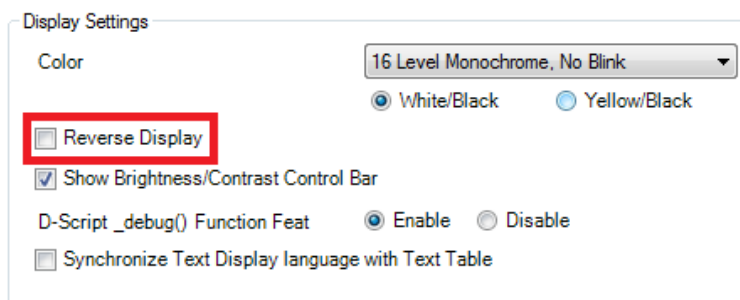 Display Settings
Color 16 Level Monochrome, No Blink
White/Black Yellow/Black
Reverse Display
Show Brightness/Contrast Control Bar
D-Script _debug() Function Feat Enable Disable
Synchronize Text Display language with Text Table